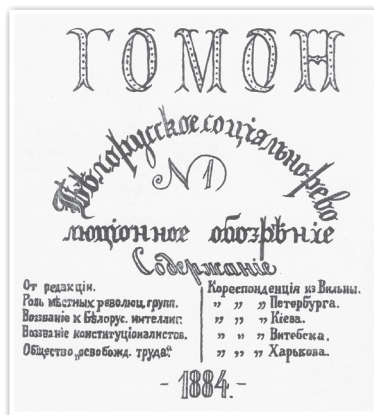 ГОМОН
Бѣлорусское соціально-рево
№ 1
люціонное обозрѣніе
Содержаніе
От редакціи.
Роль мѣстных революц. групп.
Воззваніе к Бѣлорус. интеллиг.
Воззваніе конституціоналистов.
Общество „освобожд. труда“.
Кореспонденція из Вильны.
„ „ „ Петербурга.
„ „ „ Кіева.
„ „ „ Витебска.
„ „ „ Харькова.
- 1884. -